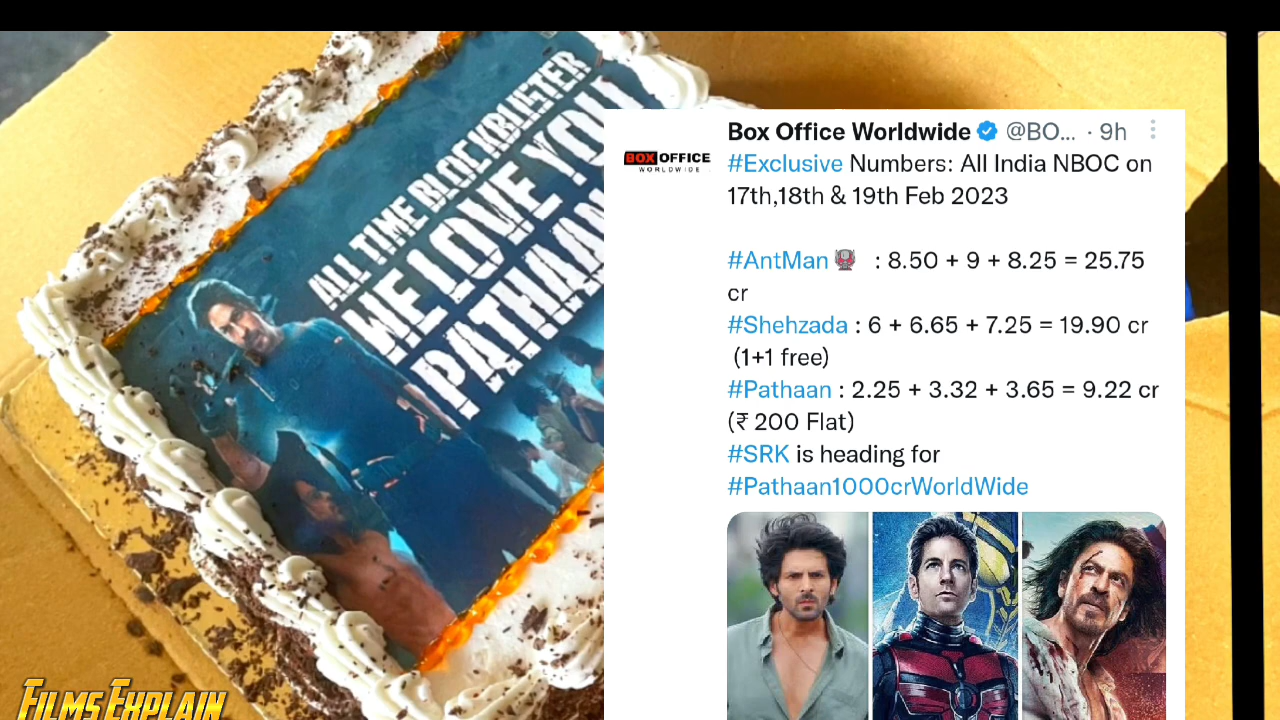 ALL TIME BLOCKBUSTER
WE LOVE YOU
PATHAAN
Box Office Worldwide @BO... · 9h
BOX OFFICE
WORLDWIDE
#Exclusive Numbers: All India NBOC on
17th,18th & 19th Feb 2023
#AntMan : 8.50 + 9 + 8.25 = 25.75
cr
#Shehzada : 6 + 6.65 + 7.25 = 19.90 cr
(1+1 free)
#Pathaan : 2.25 + 3.32 + 3.65 = 9.22 cr
(₹ 200 Flat)
#SRK is heading for
#Pathaan1000crWorldWide
FILMS EXPLAIN